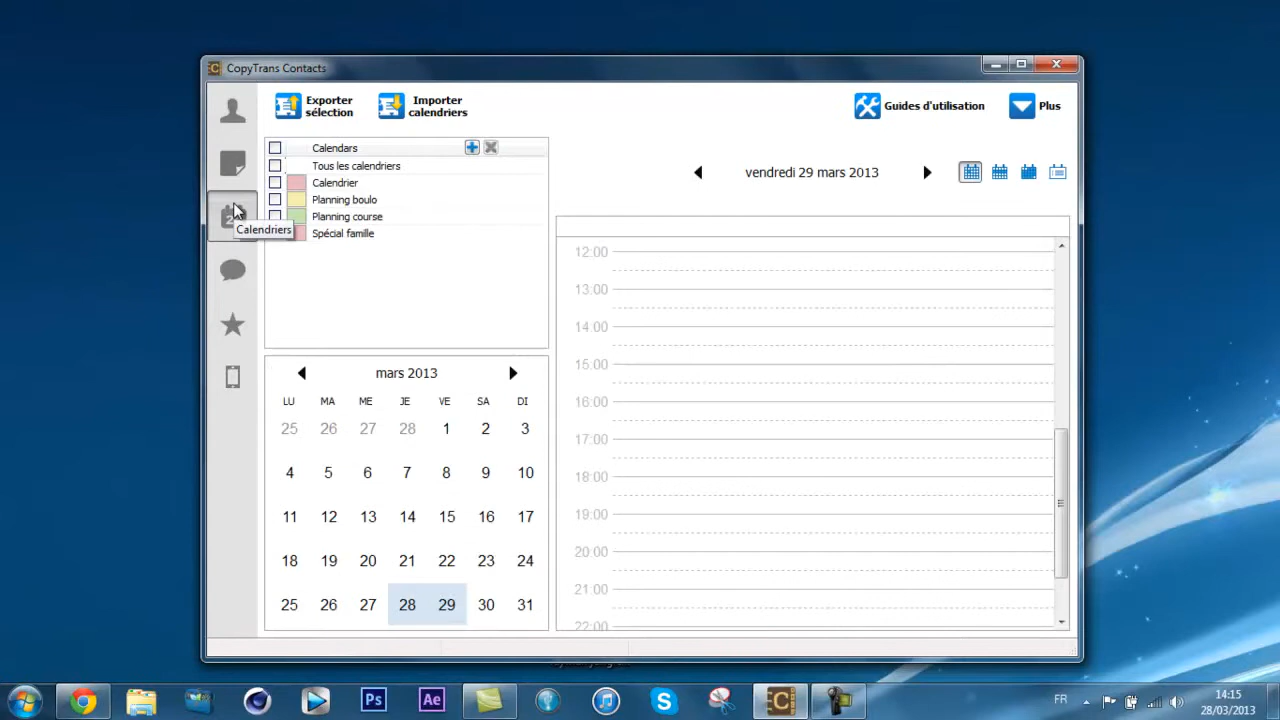 CopyTrans Contacts
Exporter
sélection
Importer
calendriers
Guides d'utilisation
Plus
Calendars
Tous les calendriers
Calendrier
Planning boulo
Planning course
Spécial famille
Calendriers
vendredi 29 mars 2013
12:00
13:00
14:00
15:00
16:00
17:00
18:00
19:00
20:00
21:00
22:00
mars 2013
LU MA ME JE VE SA DI
25 26 27 28 1 2 3
4 5 6 7 8 9 10
11 12 13 14 15 16 17
18 19 20 21 22 23 24
25 26 27 28 29 30 31
Ps
Ae
FR
14:15
28/03/2013